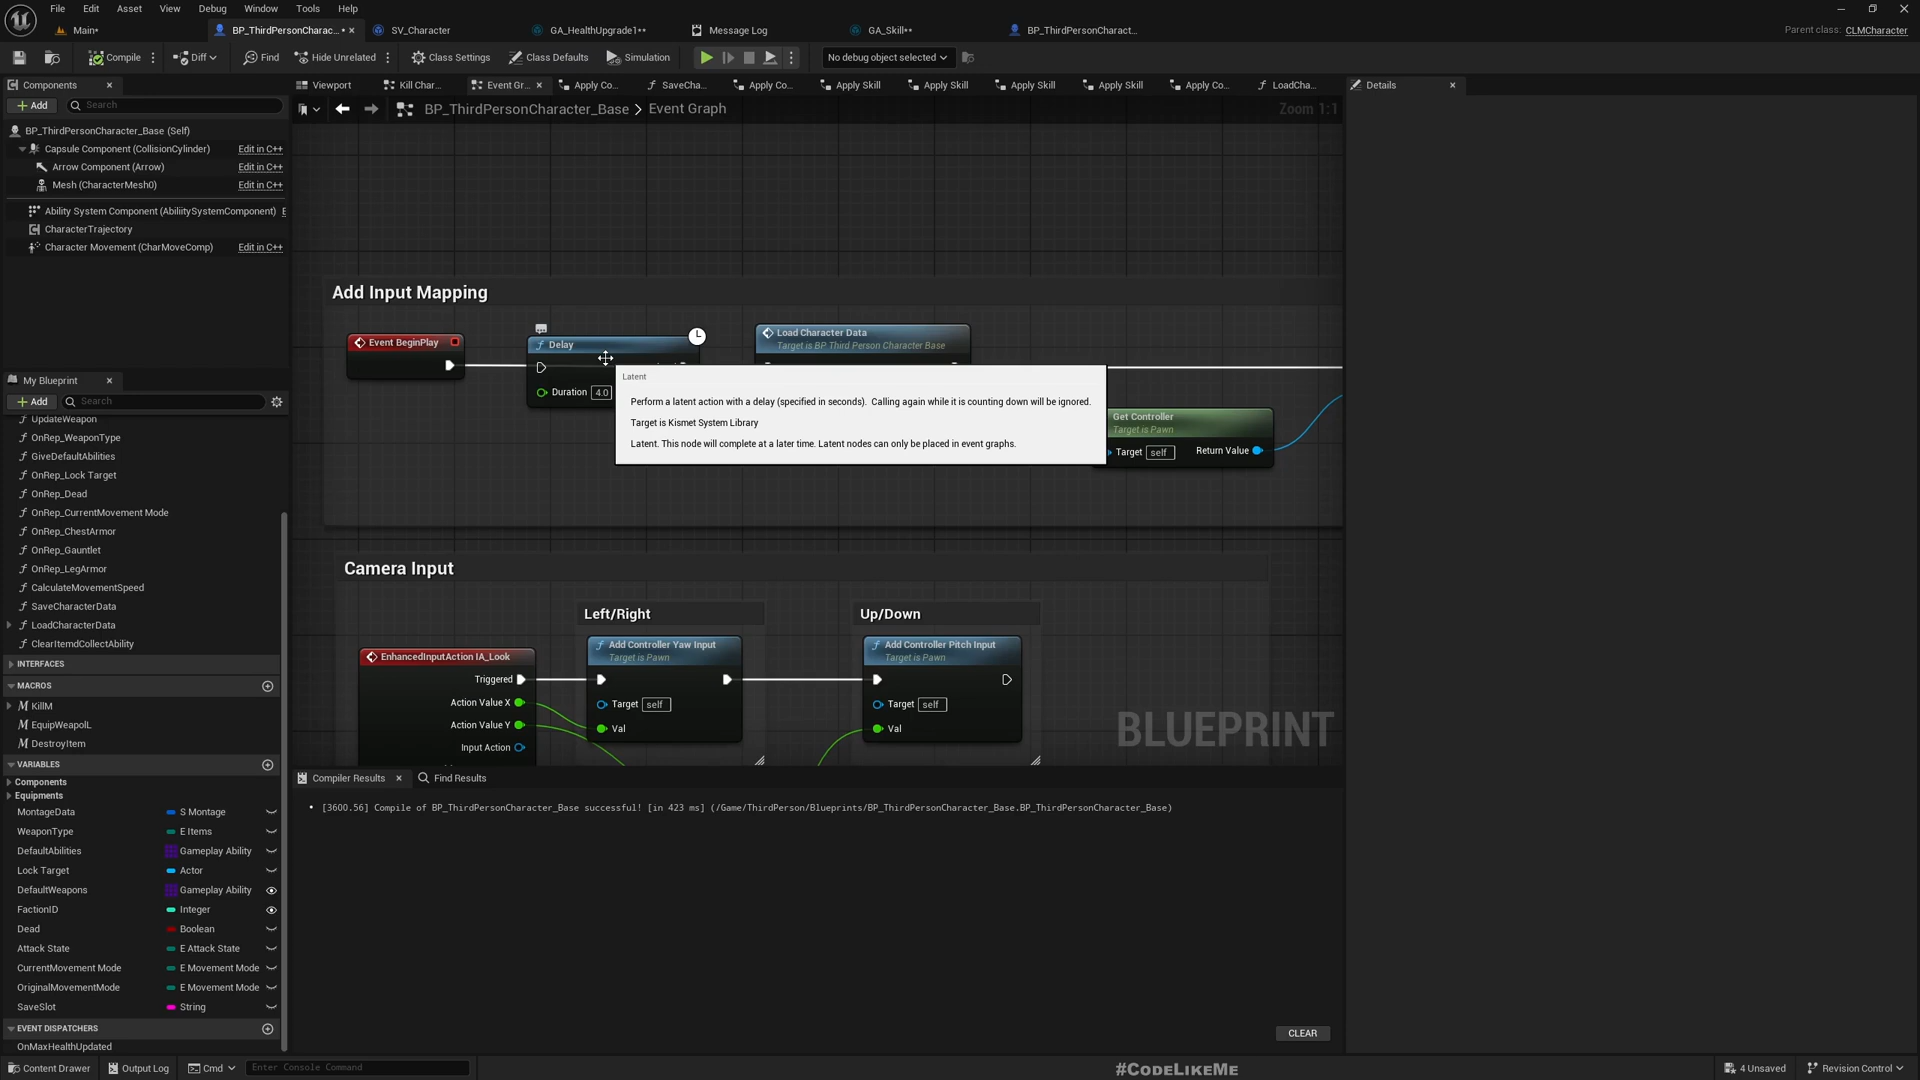 File Edit Asset View Debug Window Tools Help
Main•
BP_ThirdPersonCharac... •
SV_Character
GA_HealthUpgrade1*•
Message Log
GA_Skill*•
BP_ThirdPersonCharact...
Parent class: CLMCharacter
Compile
Diff
Find
Hide Unrelated
Class Settings
Class Defaults
Simulation
No debug object selected
Components
Add
Search
BP_ThirdPersonCharacter_Base (Self)
Capsule Component (CollisionCylinder) Edit in C++
Arrow Component (Arrow) Edit in C++
Mesh (CharacterMesh0) Edit in C++
Ability System Component (AbiliitySystemComponent) E
CharacterTrajectory
Character Movement (CharMoveComp) Edit in C++
My Blueprint
Add
Search
UpdateWeapon
OnRep_WeaponType
GiveDefaultAbilities
OnRep_Lock Target
OnRep_Dead
OnRep_CurrentMovement Mode
OnRep_ChestArmor
OnRep_Gauntlet
OnRep_LegArmor
CalculateMovementSpeed
SaveCharacterData
LoadCharacterData
ClearItemdCollectAbility
INTERFACES
MACROS
KillM
EquipWeapolL
DestroyItem
VARIABLES
Components
Equipments
MontageData S Montage
WeaponType E Items
DefaultAbilities Gameplay Ability
Lock Target Actor
DefaultWeapons Gameplay Ability
FactionID Integer
Dead Boolean
Attack State E Attack State
CurrentMovement Mode E Movement Mode
OriginalMovementMode E Movement Mode
SaveSlot String
EVENT DISPATCHERS
OnMaxHealthUpdated
Viewport
Kill Char...
Event Gr...
Apply Co...
SaveCha...
Apply Co...
Apply Skill
Apply Skill
Apply Skill
Apply Skill
Apply Co...
LoadCha...
BP_ThirdPersonCharacter_Base > Event Graph
Zoom 1:1
Add Input Mapping
Event BeginPlay
Delay
Duration 4.0
Load Character Data
Target is BP Third Person Character Base
Latent
Perform a latent action with a delay (specified in seconds). Calling again while it is counting down will be ignored.
Target is Kismet System Library
Latent. This node will complete at a later time. Latent nodes can only be placed in event graphs.
Get Controller
Target is Pawn
Target self
Return Value
Camera Input
Left/Right
Up/Down
EnhancedInputAction IA_Look
Triggered
Action Value X
Action Value Y
Input Action
Add Controller Yaw Input
Target is Pawn
Target self
Val
Add Controller Pitch Input
Target is Pawn
Target self
Val
BLUEPRINT
Compiler Results
Find Results
• [3600.56] Compile of BP_ThirdPersonCharacter_Base successful! [in 423 ms] (/Game/ThirdPerson/Blueprints/BP_ThirdPersonCharacter_Base.BP_ThirdPersonCharacter_Base)
CLEAR
Details
Content Drawer
Output Log
Cmd
Enter Console Command
#CodeLikeMe
4 Unsaved
Revision Control